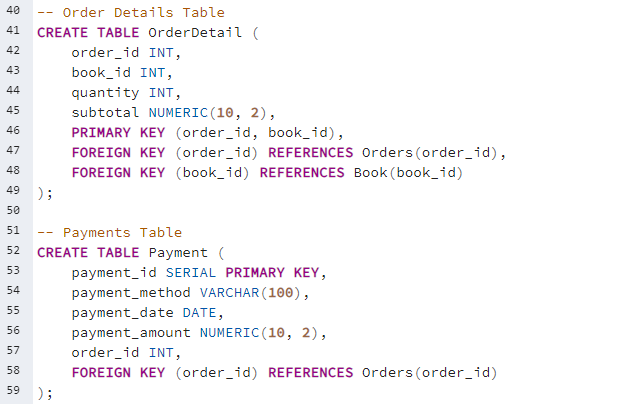 40 -- Order Details Table
41 CREATE TABLE OrderDetail (
42     order_id INT,
43     book_id INT,
44     quantity INT,
45     subtotal NUMERIC(10, 2),
46     PRIMARY KEY (order_id, book_id),
47     FOREIGN KEY (order_id) REFERENCES Orders(order_id),
48     FOREIGN KEY (book_id) REFERENCES Book(book_id)
49 );
50
51 -- Payments Table
52 CREATE TABLE Payment (
53     payment_id SERIAL PRIMARY KEY,
54     payment_method VARCHAR(100),
55     payment_date DATE,
56     payment_amount NUMERIC(10, 2),
57     order_id INT,
58     FOREIGN KEY (order_id) REFERENCES Orders(order_id)
59 );